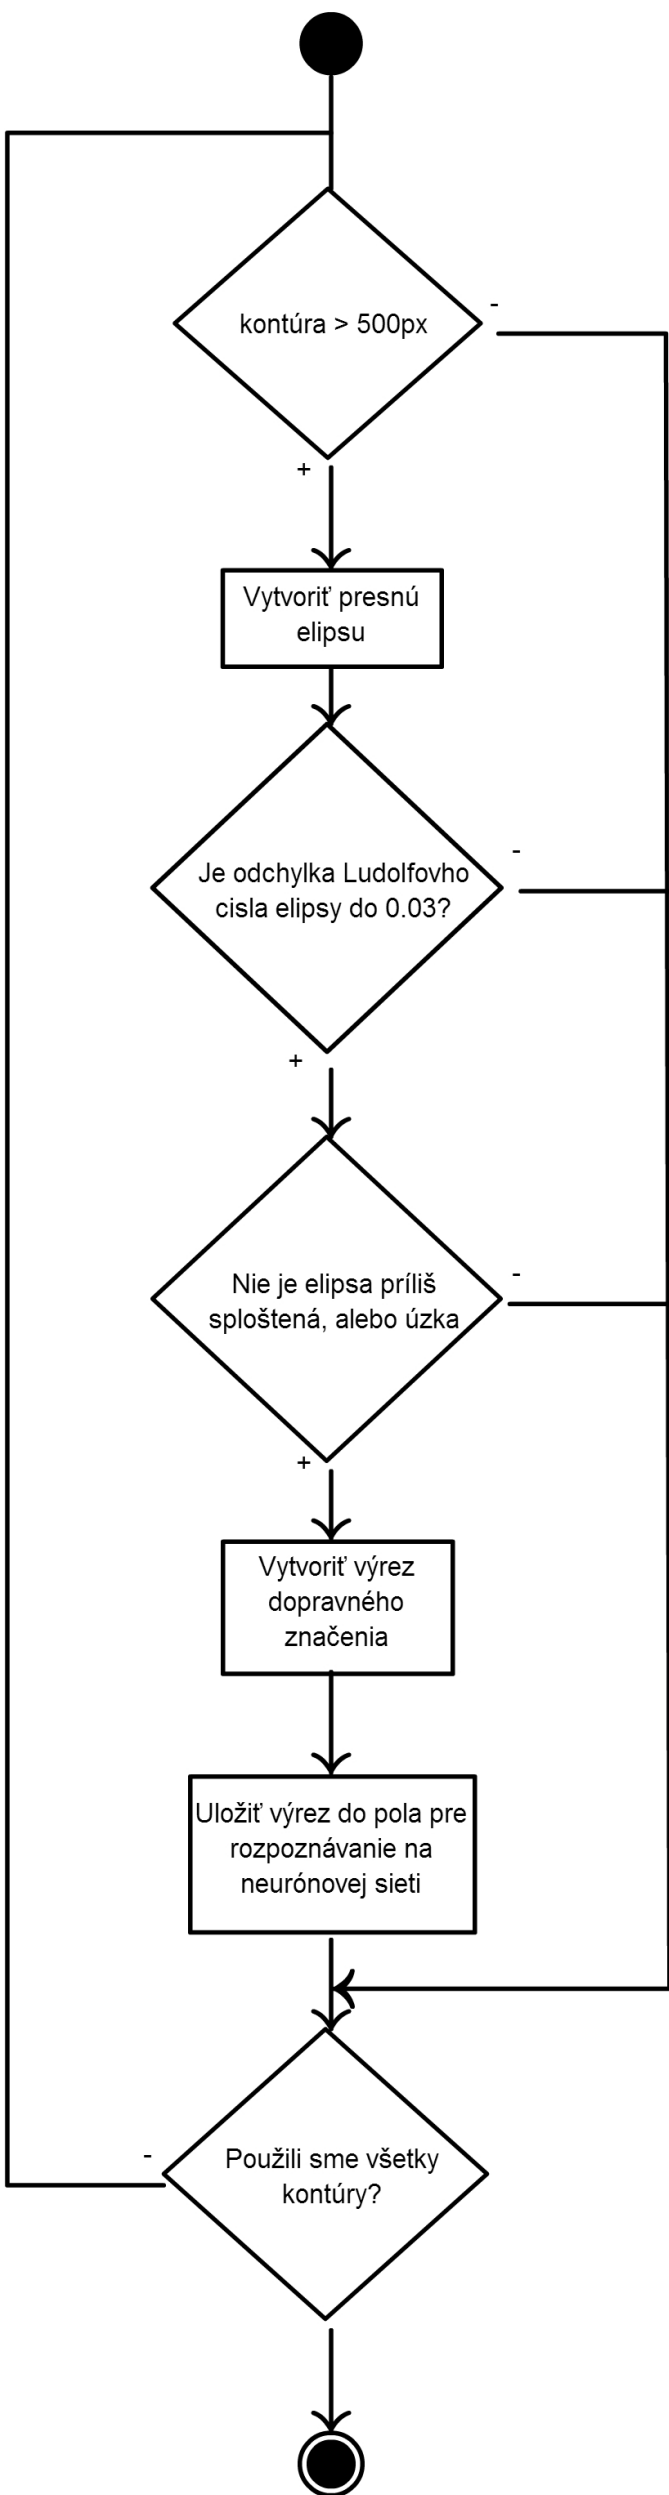 kontúra > 500px
-
+
Vytvoriť presnú
elipsu
Je odchylka Ludolfovho
cisla elipsy do 0.03?
-
+
Nie je elipsa príliš
sploštená, alebo úzka
-
+
Vytvoriť výrez
dopravného
značenia
Uložiť výrez do pola pre
rozpoznávanie na
neurónovej sieti
Použili sme všetky
kontúry?
-